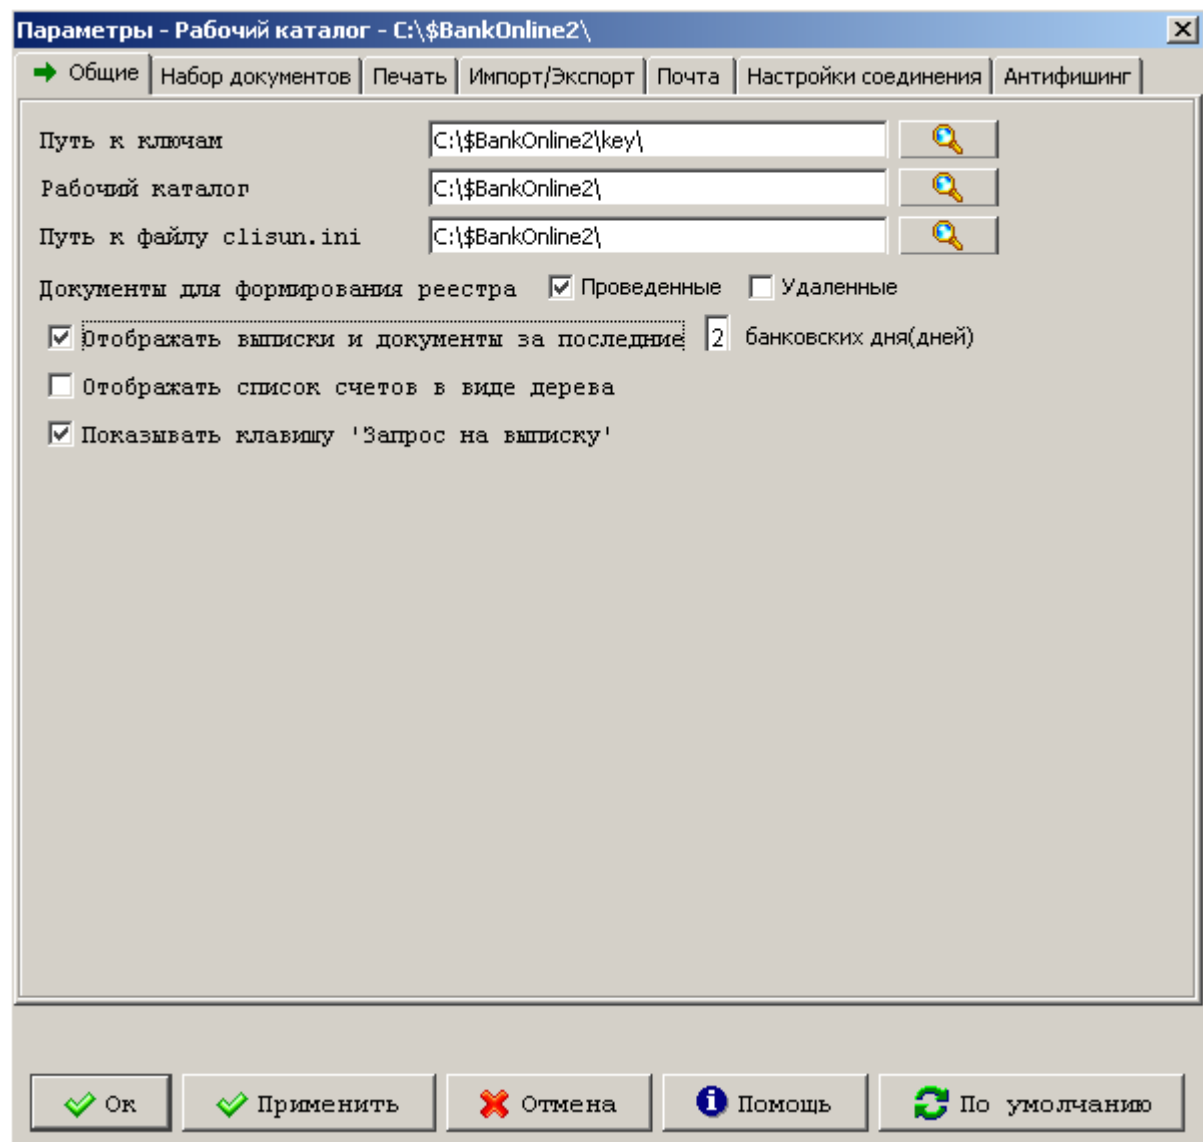 Параметры - Рабочий каталог - C:\$BankOnline2\
Общие Набор документов Печать Импорт/Экспорт Почта Настройки соединения Антифишинг
Путь к ключам C:\$BankOnline2\key\
Рабочий каталог C:\$BankOnline2\
Путь к файлу clisun.ini C:\$BankOnline2\
Документы для формирования реестра Проведенные Удаленные
Отображать выписки и документы за последние 2 банковских дня(дней)
Отображать список счетов в виде дерева
Показывать клавишу 'Запрос на выписку'
Ок Применить Отмена Помощь По умолчанию